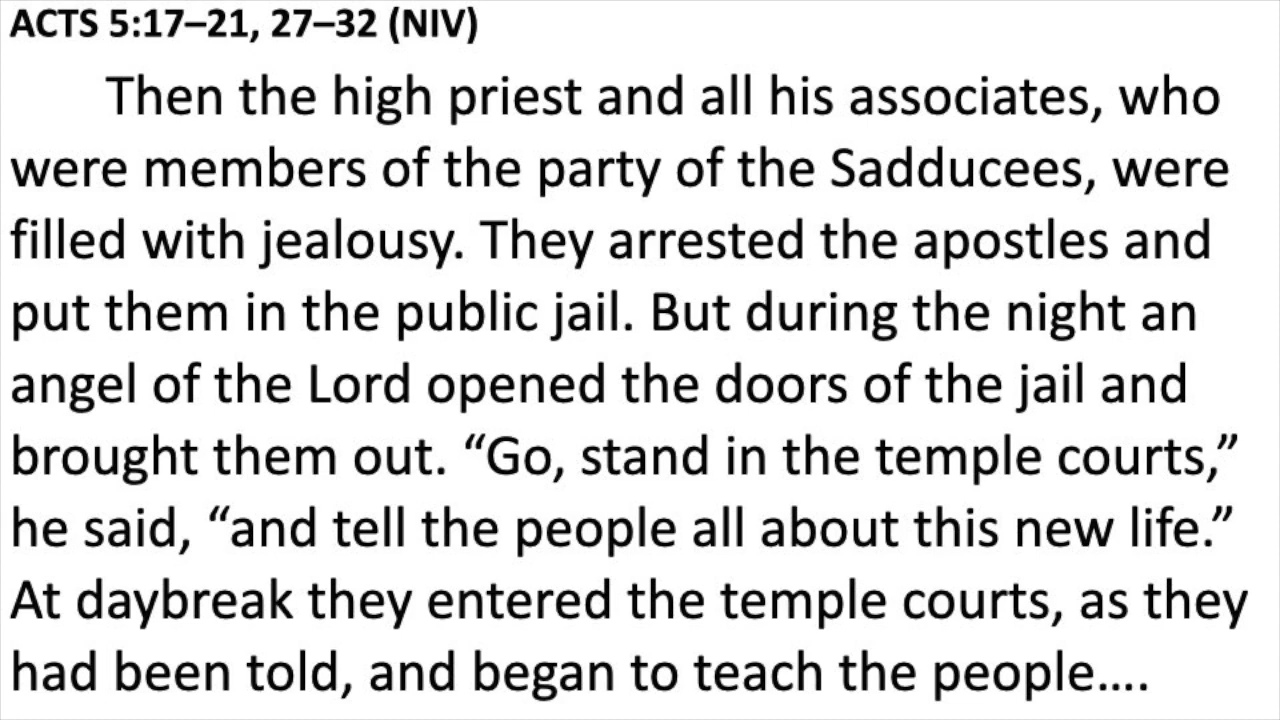 ACTS 5:17–21, 27–32 (NIV)
Then the high priest and all his associates, who
were members of the party of the Sadducees, were
filled with jealousy. They arrested the apostles and
put them in the public jail. But during the night an
angel of the Lord opened the doors of the jail and
brought them out. “Go, stand in the temple courts,”
he said, “and tell the people all about this new life.”
At daybreak they entered the temple courts, as they
had been told, and began to teach the people….